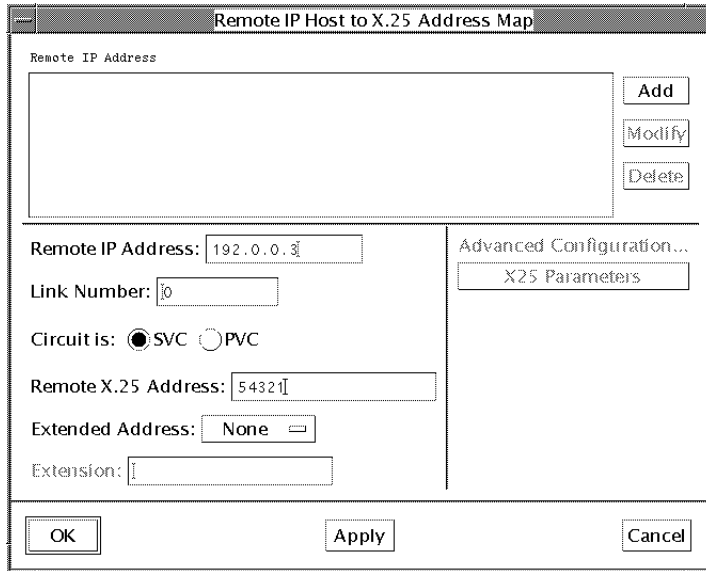 Remote IP Host to X.25 Address Map
Remote IP Address
Add
Modify
Delete
Remote IP Address: 192.0.0.3
Advanced Configuration...
Link Number: 0
X25 Parameters
Circuit is: SVC PVC
Remote X.25 Address: 54321
Extended Address: None
Extension:
OK Apply Cancel